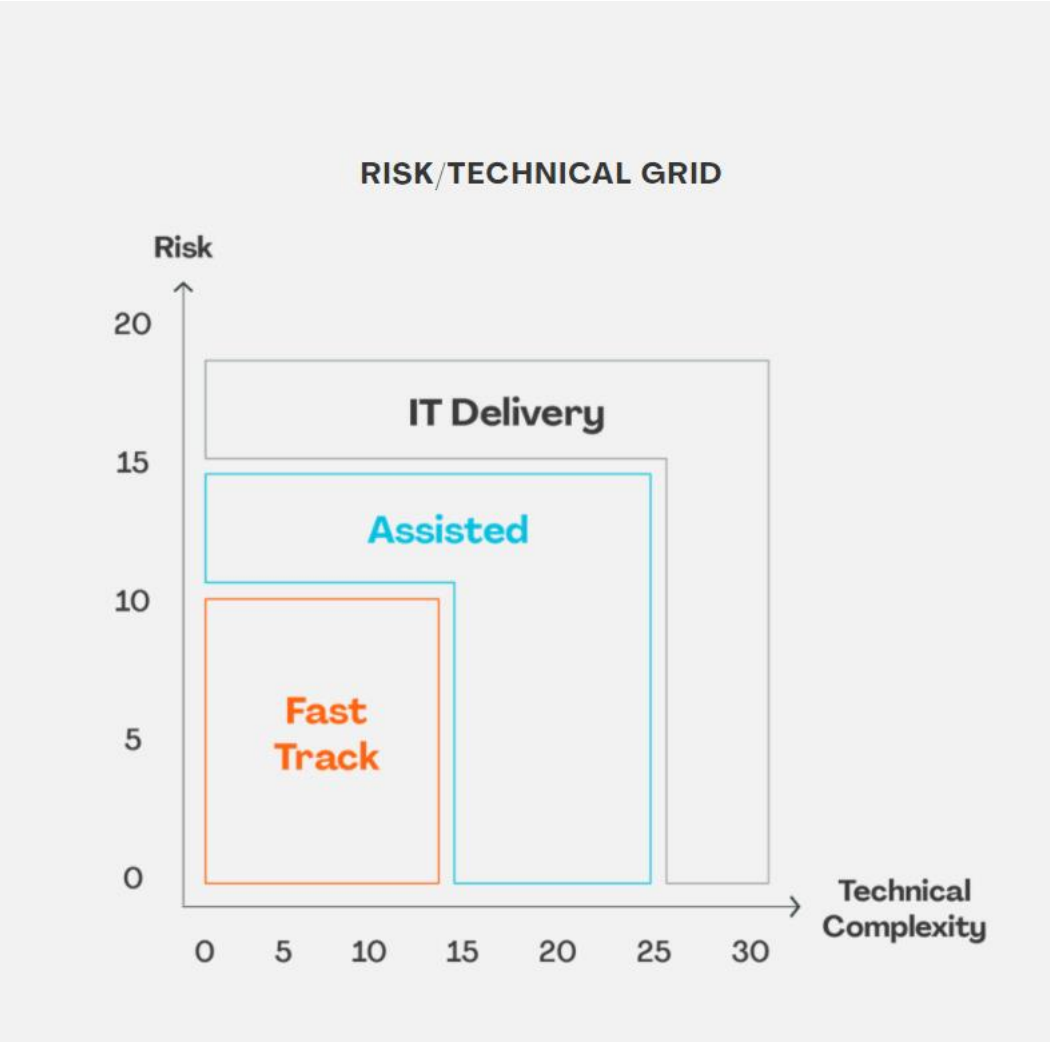 RISK/TECHNICAL GRID
Risk
20
IT Delivery
15
Assisted
10
Fast
Track
5
0
Technical
Complexity
0 5 10 15 20 25 30